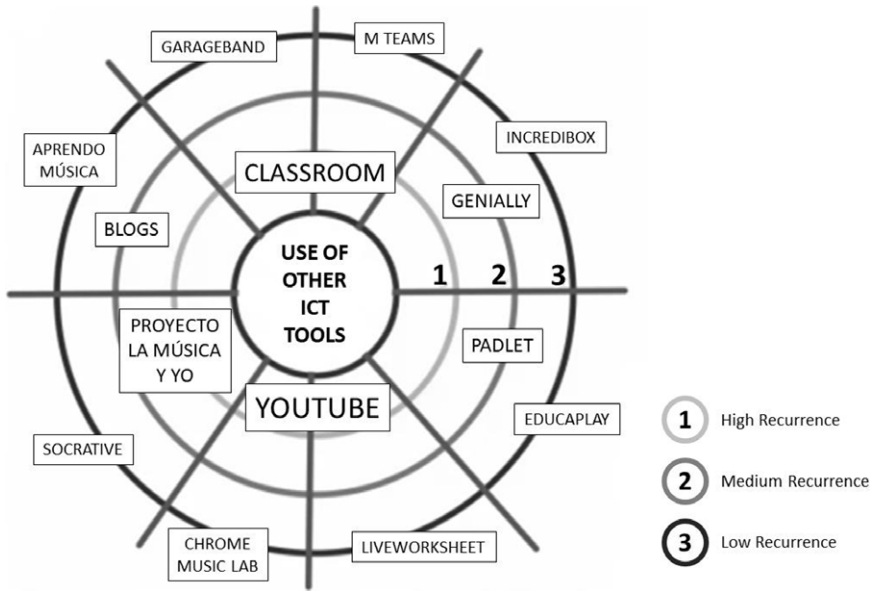 GARAGEBAND
M TEAMS
APRENDO
MÚSICA
INCREDIBOX
CLASSROOM
GENIALLY
BLOGS
USE OF
OTHER
ICT
TOOLS
1 2 3
PROYECTO
LA MÚSICA
Y YO
PADLET
YOUTUBE
EDUCAPLAY
SOCRATIVE
CHROME
MUSIC LAB
LIVEWORKSHEET
1 High Recurrence
2 Medium Recurrence
3 Low Recurrence